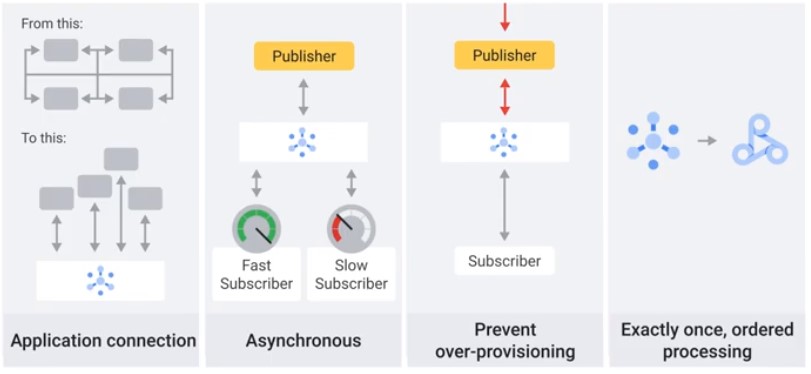 From this:
To this:
Application connection
Publisher
Fast
Subscriber
Slow
Subscriber
Asynchronous
Publisher
Subscriber
Prevent
over-provisioning
Exactly once, ordered
processing